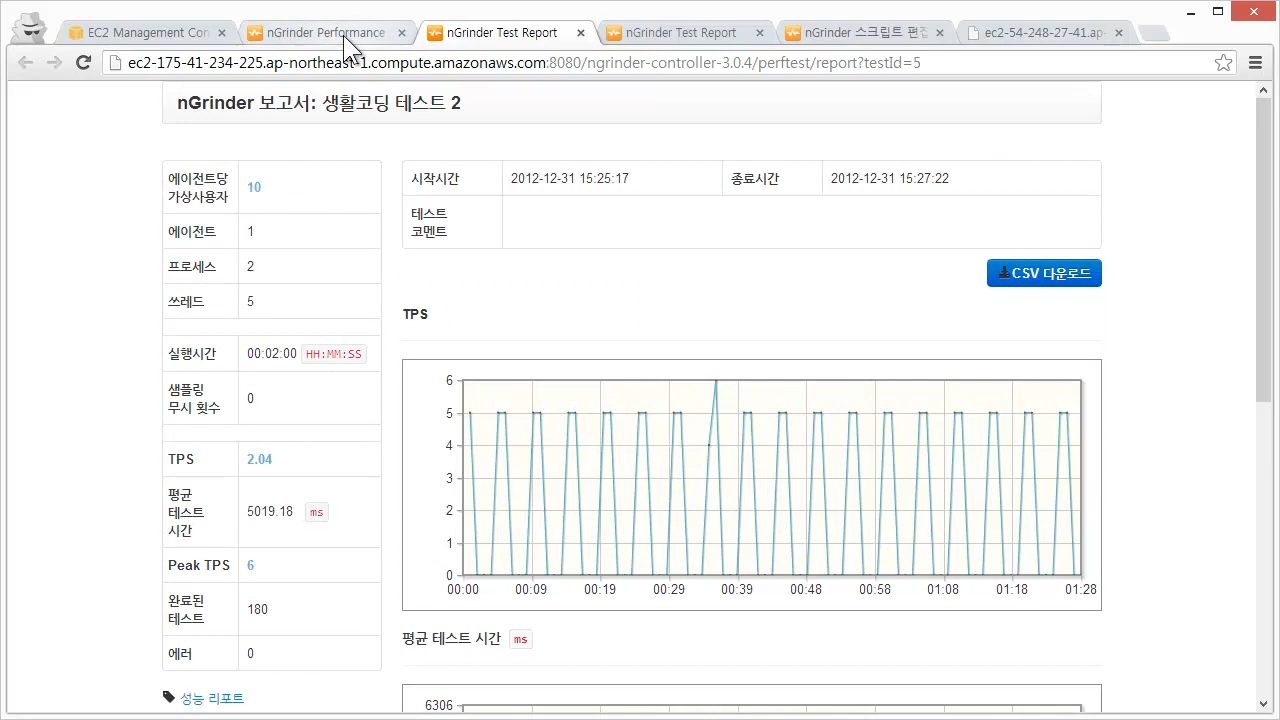 EC2 Management Con
nGrinder Performance
nGrinder Test Report
nGrinder Test Report
nGrinder 스크립트 편집
ec2-54-248-27-41.ap-
ec2-175-41-234-225.ap-northeast-1.compute.amazonaws.com:8080/ngrinder-controller-3.0.4/perftest/report?testId=5
nGrinder 보고서: 생활코딩 테스트 2
에이전트당
가상사용자
10
에이전트 1
프로세스 2
쓰레드 5
실행시간 00:02:00 HH:MM:SS
샘플링
무시 횟수
0
TPS 2.04
평균
테스트
시간
5019.18 ms
Peak TPS 6
완료된
테스트
180
에러 0
성능 리포트
시작시간 2012-12-31 15:25:17 종료시간 2012-12-31 15:27:22
테스트
코멘트
CSV 다운로드
TPS
6
5
4
3
2
1
0
00:00 00:09 00:19 00:29 00:39 00:48 00:58 01:08 01:18 01:28
평균 테스트 시간 ms
6306